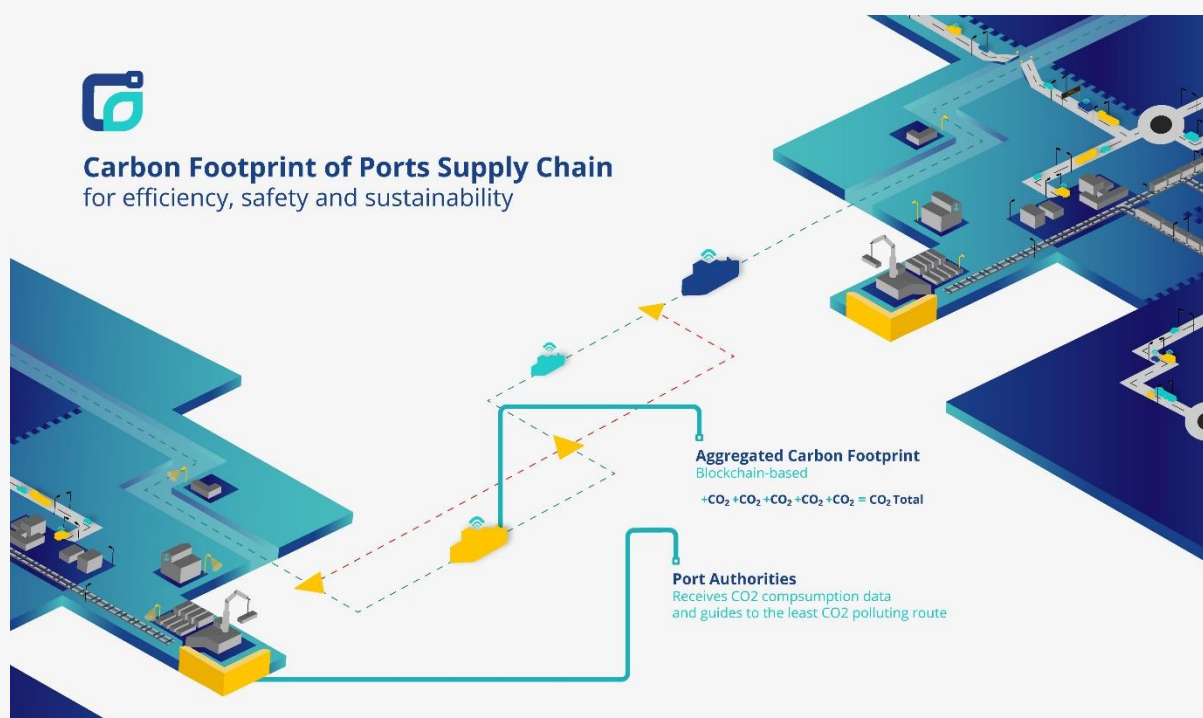 Carbon Footprint of Ports Supply Chain
for efficiency, safety and sustainability
Aggregated Carbon Footprint
Blockchain-based
+CO₂ +CO₂ +CO₂ +CO₂ +CO₂ = CO₂ Total
Port Authorities
Receives CO2 compsumption data
and guides to the least CO2 polluting route